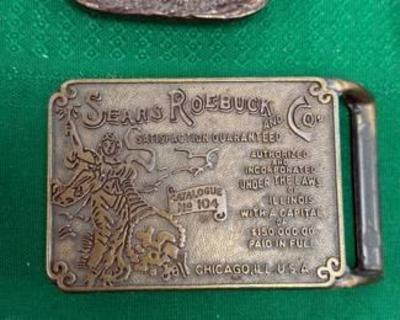 SEARS ROEBUCK AND CO.
SATISFACTION GUARANTEED
AUTHORIZED
AND
INCORPORATED
UNDER THE LAWS
OF
ILLINOIS
WITH A CAPITAL
OF
$150,000.00
PAID IN FULL
CATALOGUE
NO 104
CHICAGO, ILL. U.S.A.